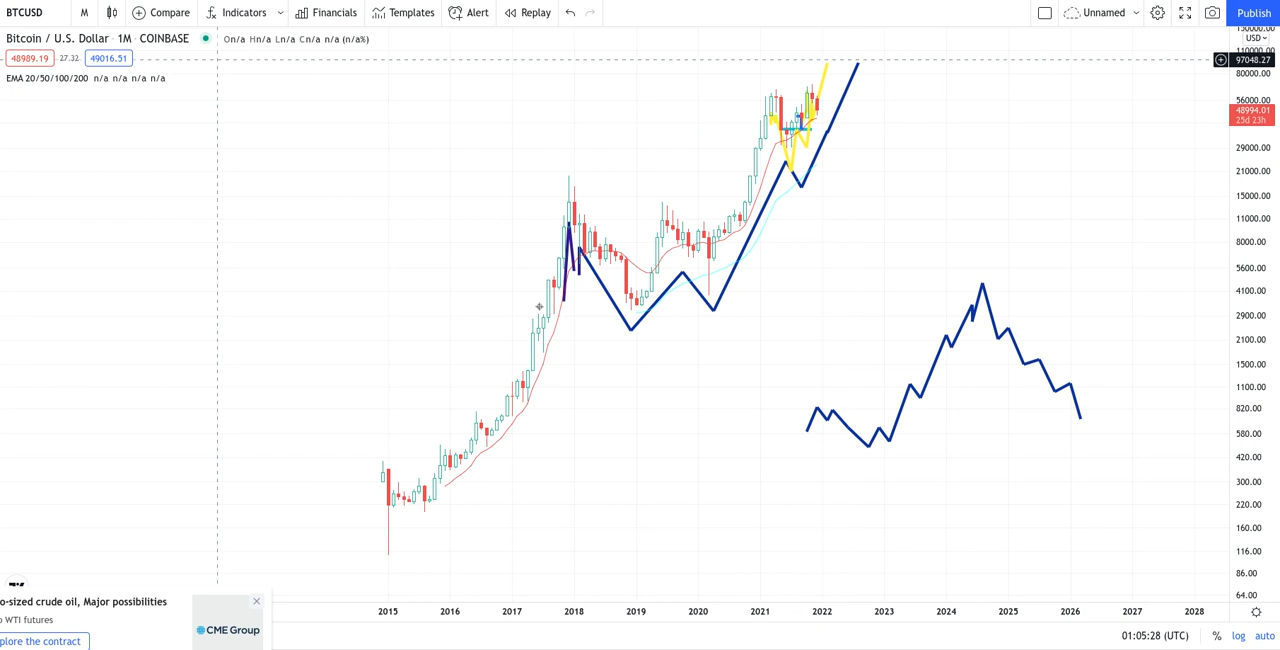 BTCUSD M Compare Indicators Financials Templates Alert Replay Unnamed Publish
Bitcoin / U.S. Dollar · 1M · COINBASE On/a Hn/a Ln/a Cn/a n/a (n/a%)
48989.19 27.32 49016.51
EMA 20/50/100/200 n/a n/a n/a n/a
USD
110000.00
97048.27
80000.00
56000.00
48994.01
25d 23h
29000.00
21000.00
15000.00
11000.00
8000.00
5600.00
4100.00
2900.00
2100.00
1500.00
1100.00
820.00
580.00
420.00
300.00
220.00
160.00
116.00
86.00
64.00
2015 2016 2017 2018 2019 2020 2021 2022 2023 2024 2025 2026 2027 2028
o-sized crude oil, Major possibilities
WTI futures
plore the contract
CME Group
01:05:28 (UTC) % log auto